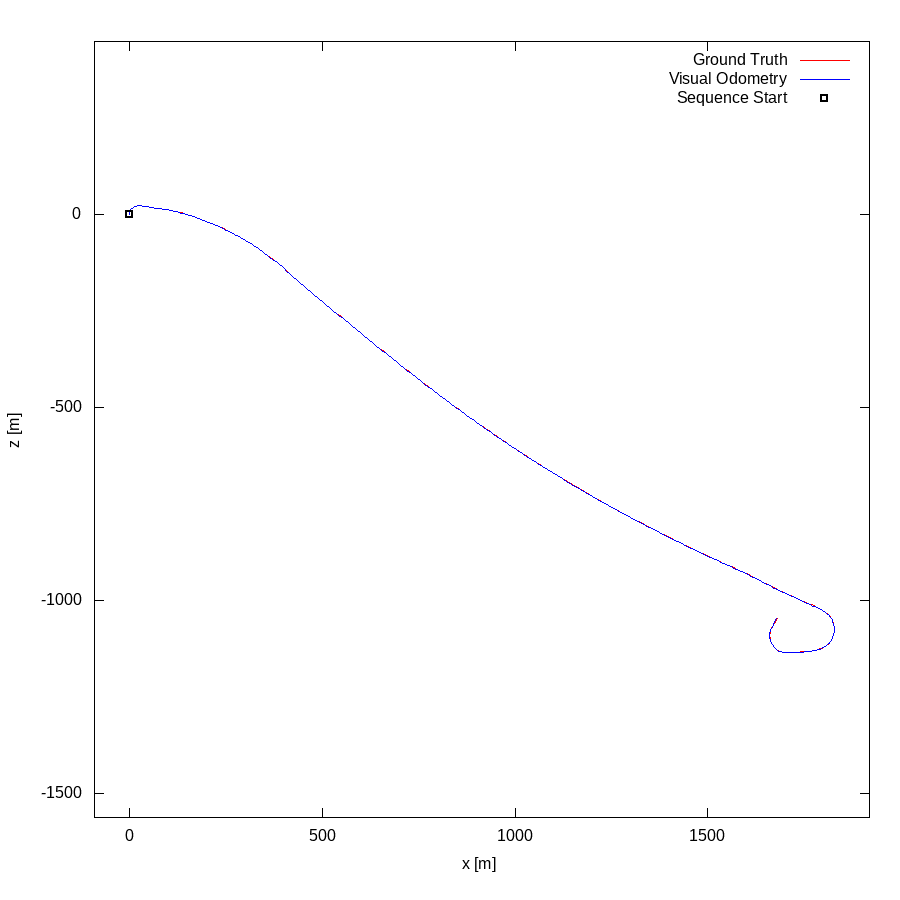 Ground Truth
Visual Odometry
Sequence Start
0
-500
-1000
-1500
z [m]
0 500 1000 1500
x [m]